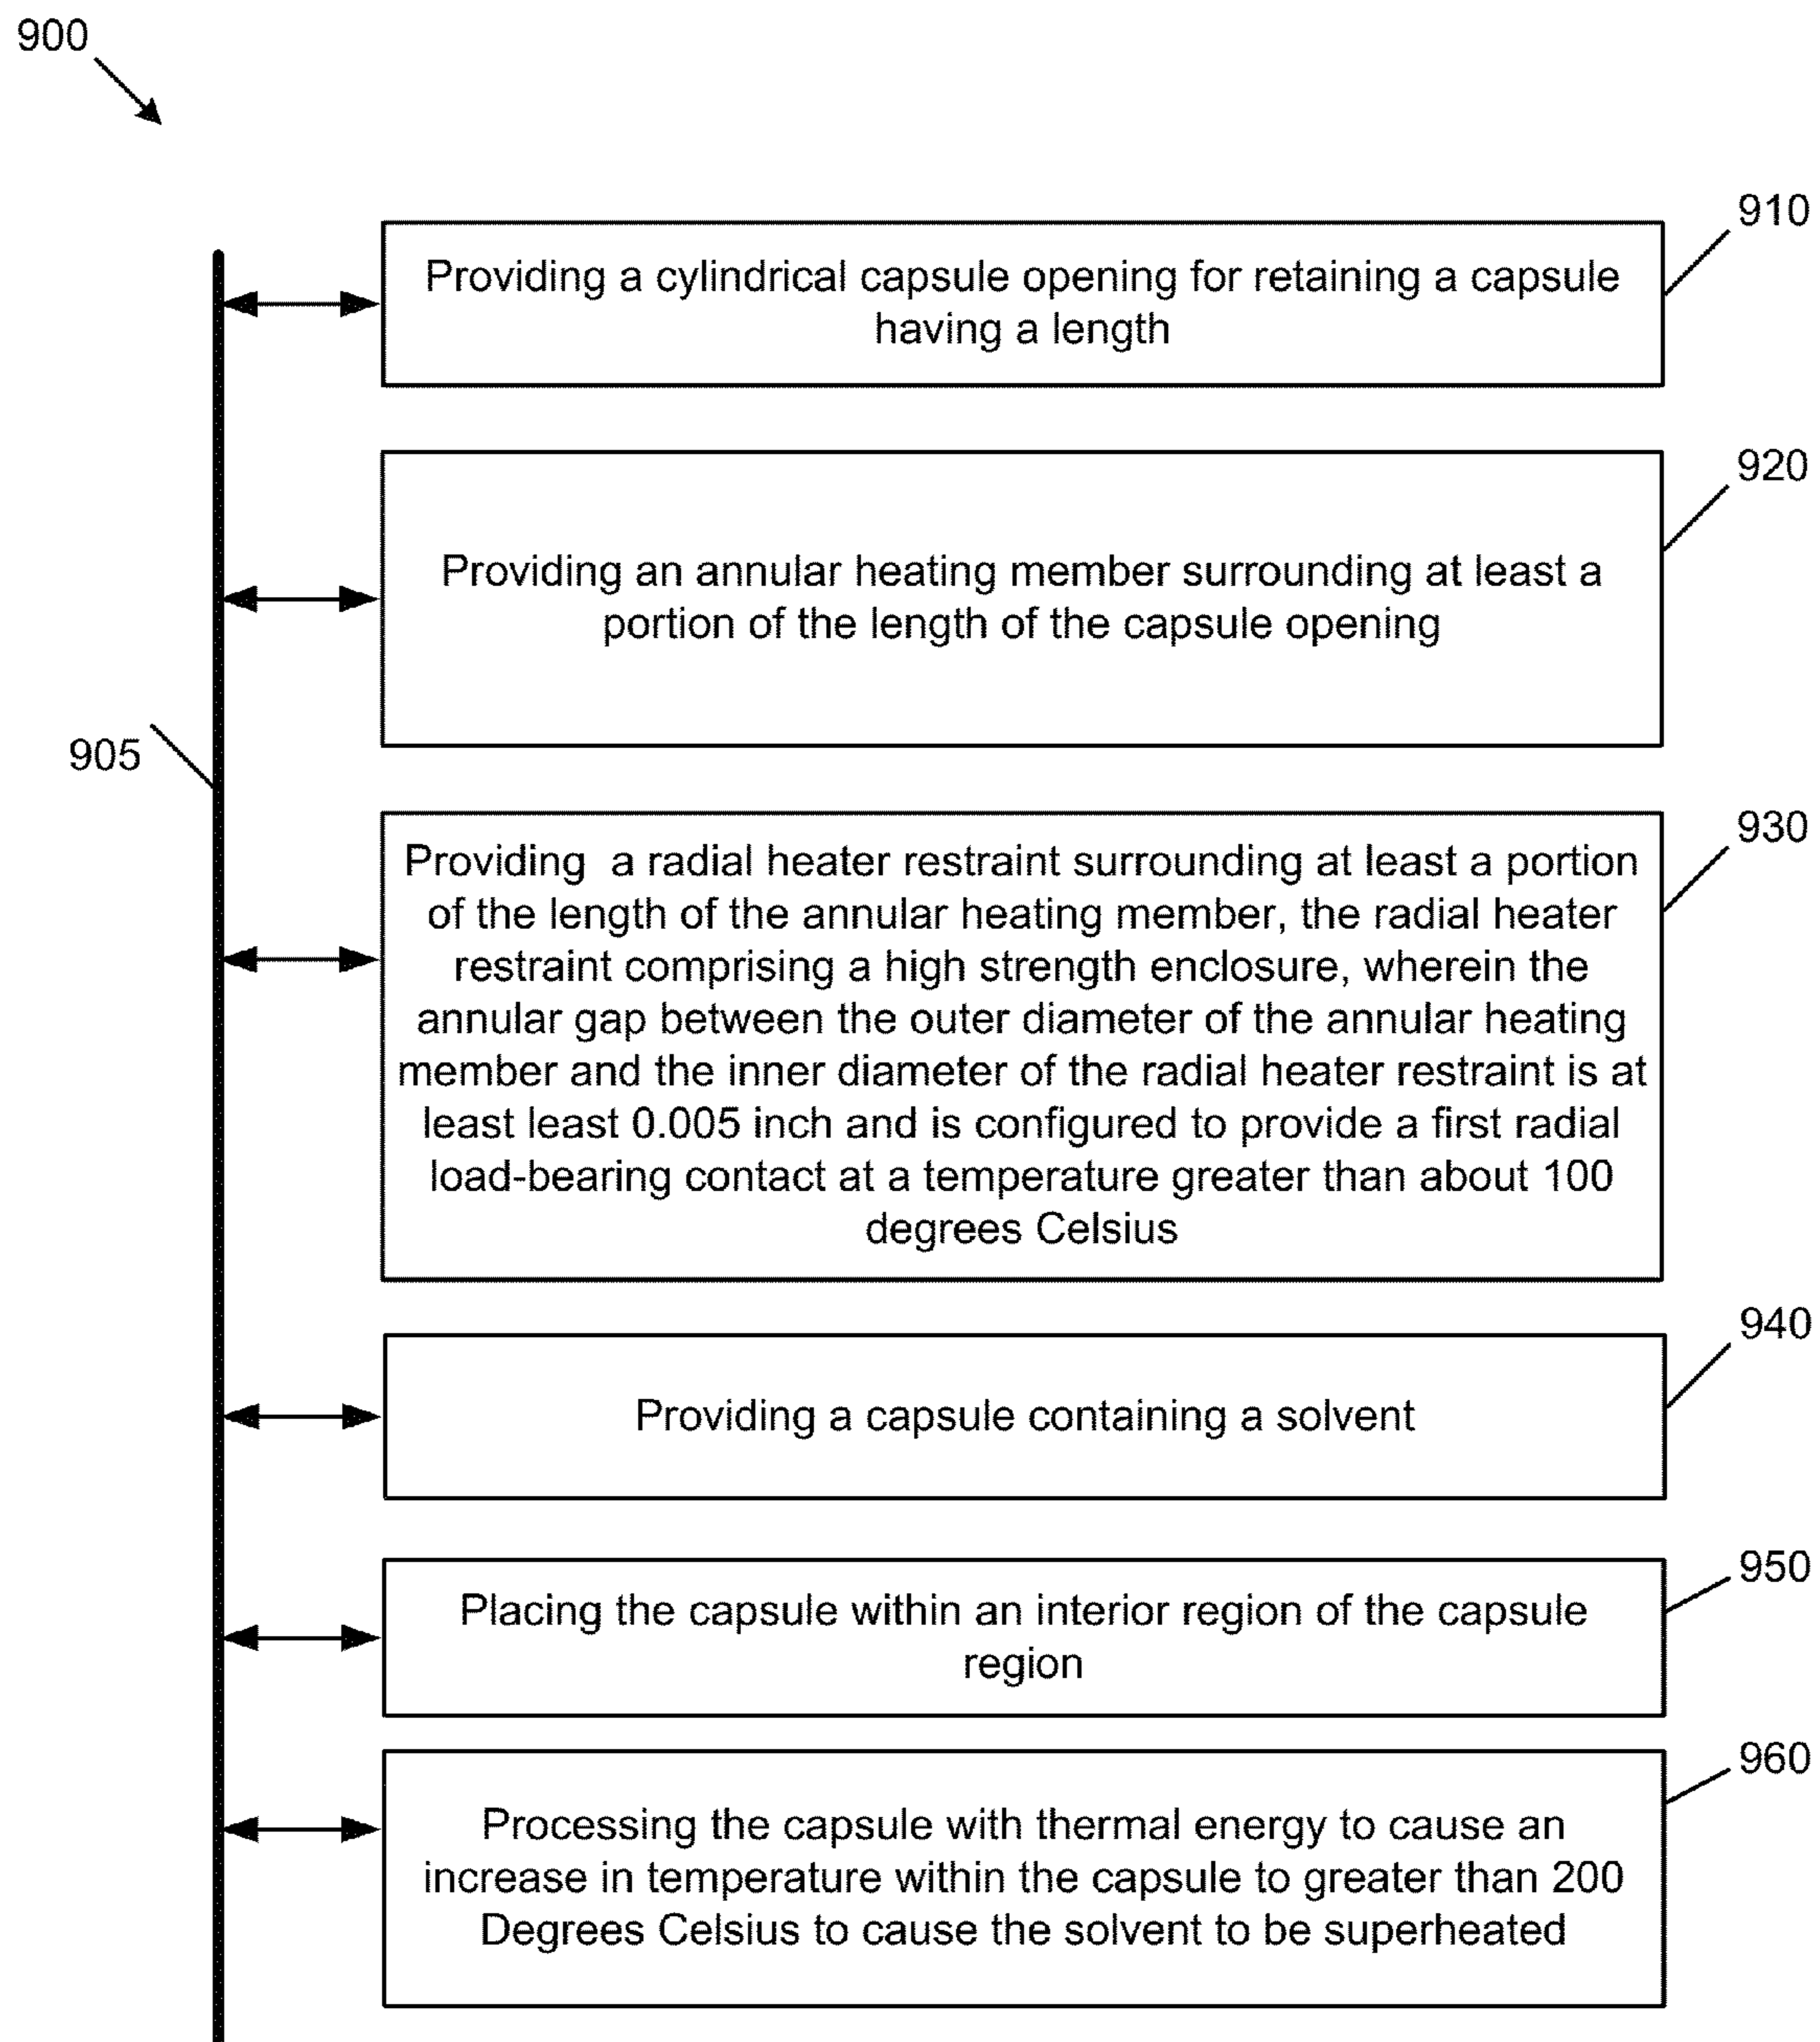 900
910
Providing a cylindrical capsule opening for retaining a capsule
having a length
920
Providing an annular heating member surrounding at least a
portion of the length of the capsule opening
905
930
Providing a radial heater restraint surrounding at least a portion
of the length of the annular heating member, the radial heater
restraint comprising a high strength enclosure, wherein the
annular gap between the outer diameter of the annular heating
member and the inner diameter of the radial heater restraint is at
least least 0.005 inch and is configured to provide a first radial
load-bearing contact at a temperature greater than about 100
degrees Celsius
940
Providing a capsule containing a solvent
950
Placing the capsule within an interior region of the capsule
region
960
Processing the capsule with thermal energy to cause an
increase in temperature within the capsule to greater than 200
Degrees Celsius to cause the solvent to be superheated